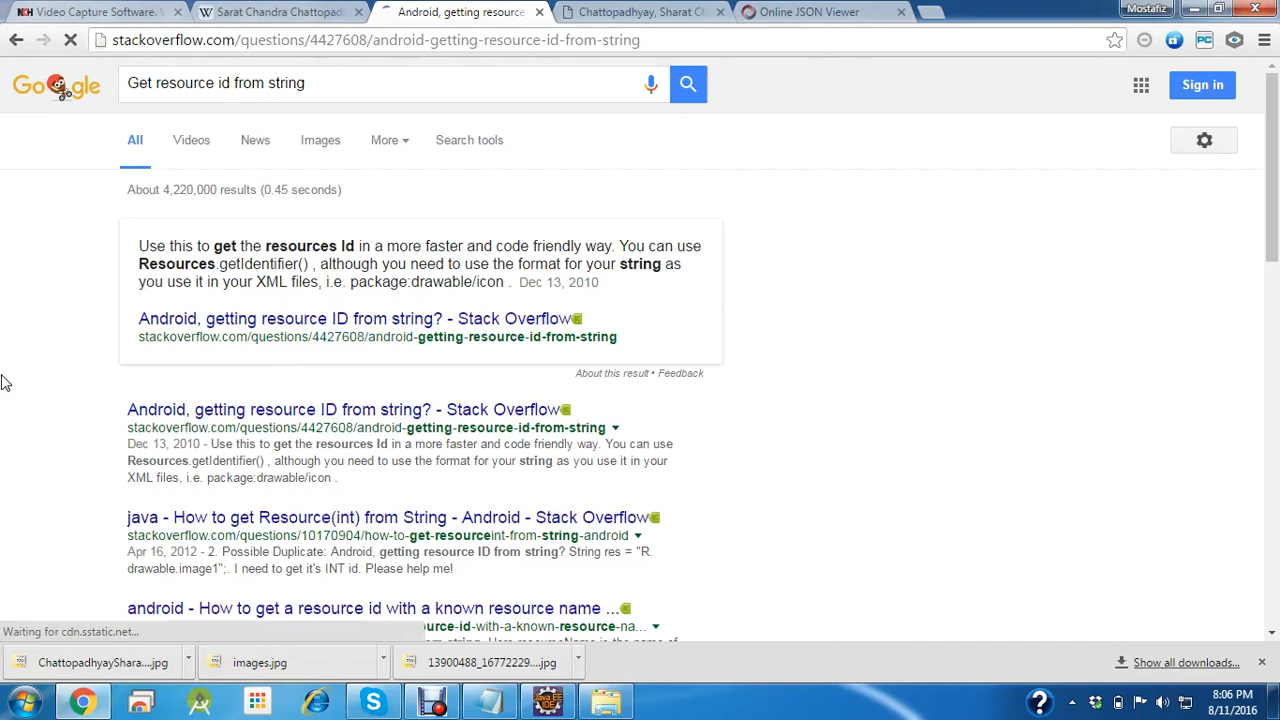 Video Capture Software.
Sarat Chandra Chattopad
Android, getting resource
Chattopadhyay, Sharat C
Online JSON Viewer
Mostafiz
stackoverflow.com/questions/4427608/android-getting-resource-id-from-string
PC
Google
Get resource id from string
Sign in
All
Videos
News
Images
More
Search tools
About 4,220,000 results (0.45 seconds)
Use this to get the resources Id in a more faster and code friendly way. You can use
Resources.getIdentifier() , although you need to use the format for your string as
you use it in your XML files, i.e. package:drawable/icon . Dec 13, 2010
Android, getting resource ID from string? - Stack Overflow
stackoverflow.com/questions/4427608/android-getting-resource-id-from-string
About this result • Feedback
Android, getting resource ID from string? - Stack Overflow
stackoverflow.com/questions/4427608/android-getting-resource-id-from-string
Dec 13, 2010 - Use this to get the resources Id in a more faster and code friendly way. You can use
Resources.getIdentifier() , although you need to use the format for your string as you use it in your
XML files, i.e. package:drawable/icon .
java - How to get Resource(int) from String - Android - Stack Overflow
stackoverflow.com/questions/10170904/how-to-get-resourceint-from-string-android
Apr 16, 2012 - 2. Possible Duplicate: Android, getting resource ID from string? String res = "R.
drawable.image1";. I need to get it's INT id. Please help me!
android - How to get a resource id with a known resource name ...
ource-id-with-a-known-resource-na...
Waiting for cdn.sstatic.net...
ChattopadhyayShara....jpg
images.jpg
13900488_16772229....jpg
Show all downloads...
8:06 PM
8/11/2016